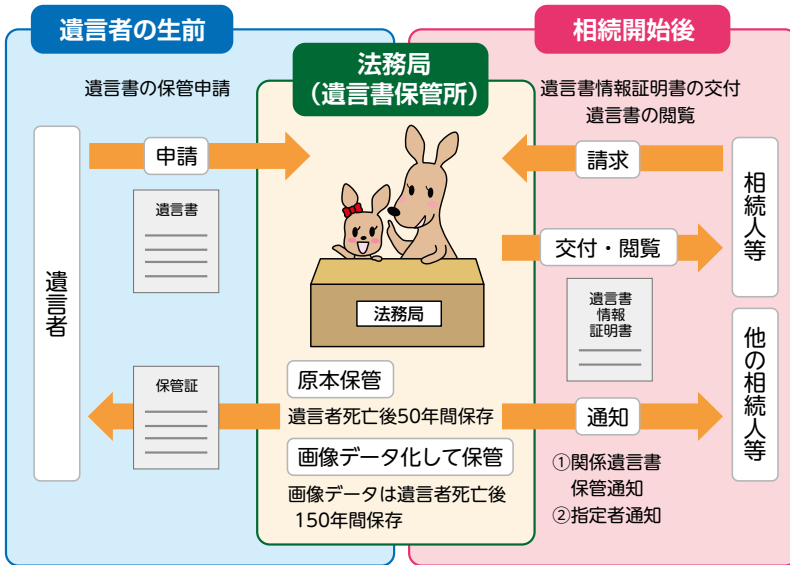 遺言者の生前
遺言書の保管申請
遺言者
申請
遺言書
保管証
法務局
（遺言書保管所）
法務局
原本保管
遺言者死亡後50年間保存
画像データ化して保管
画像データは遺言者死亡後
150年間保存
相続開始後
遺言書情報証明書の交付
遺言書の閲覧
請求
相続人等
交付・閲覧
遺言書
情報
証明書
他の相続人等
通知
①関係遺言書
保管通知
②指定者通知